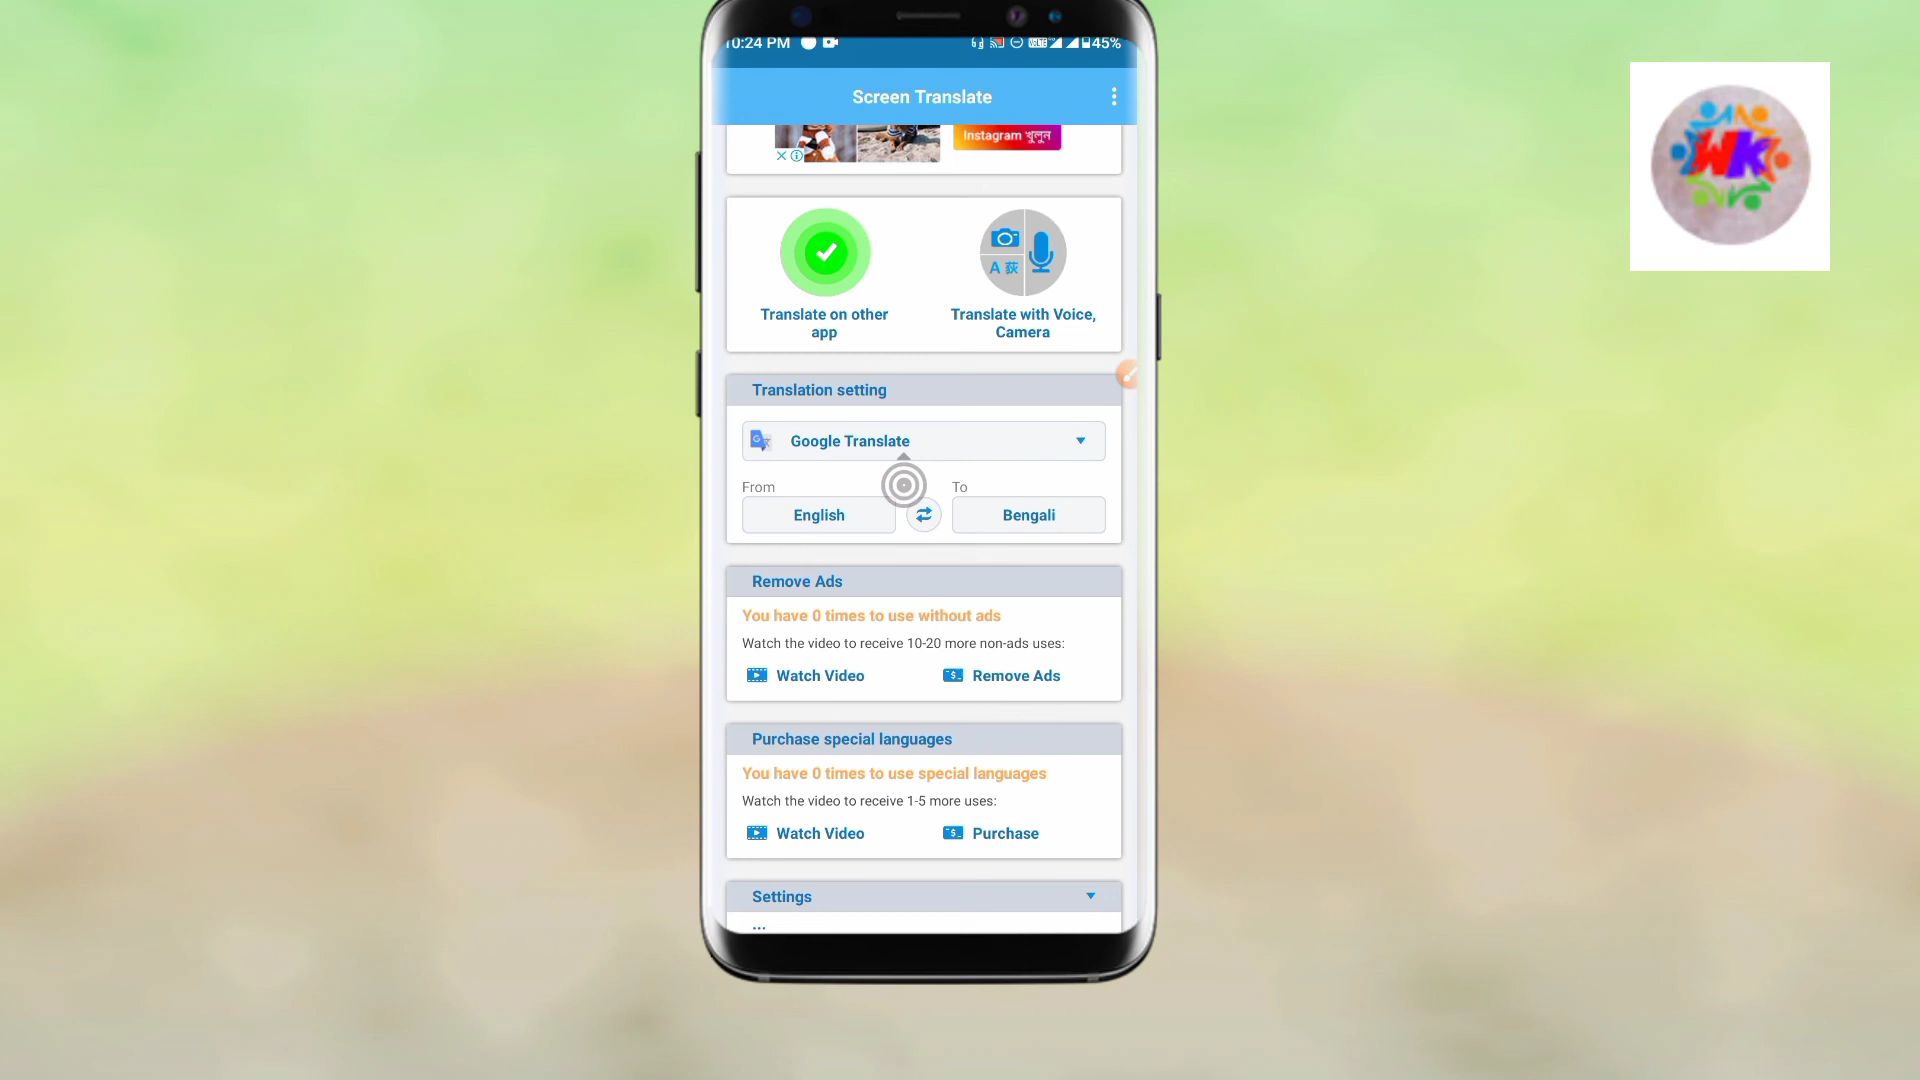 10:24 PM 45%
Screen Translate
Instagram খুলুন
Translate on other
app
A 荻
Translate with Voice,
Camera
Translation setting
Google Translate
From
To
English
Bengali
Remove Ads
You have 0 times to use without ads
Watch the video to receive 10-20 more non-ads uses:
Watch Video
Remove Ads
Purchase special languages
You have 0 times to use special languages
Watch the video to receive 1-5 more uses:
Watch Video
Purchase
Settings
...
WK